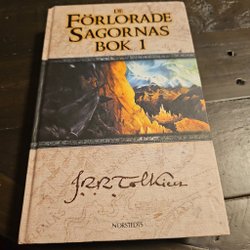 DE
FÖRLORADE
SAGORNAS
BOK 1
J.R.R. Tolkien
NORSTEDTS